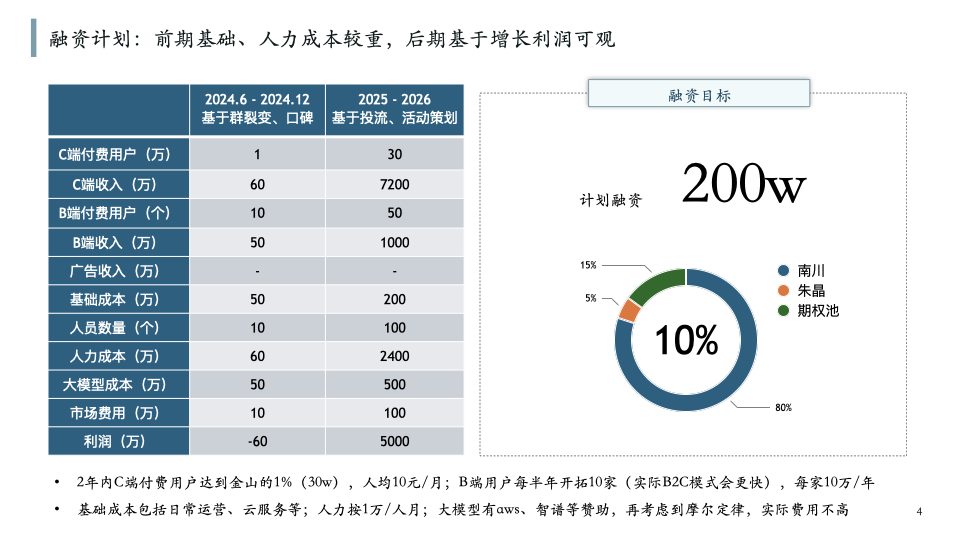 融资计划：前期基础、人力成本较重，后期基于增长利润可观
2024.6 - 2024.12 2025 - 2026
基于群裂变、口碑 基于投流、活动策划
C端付费用户（万） 1 30
C端收入（万） 60 7200
B端付费用户（个） 10 50
B端收入（万） 50 1000
广告收入（万） - -
基础成本（万） 50 200
人员数量（个） 10 100
人力成本（万） 60 2400
大模型成本（万） 50 500
市场费用（万） 10 100
利润（万） -60 5000
融资目标
计划融资 200w
15%
5%
10%
80%
南川
朱晶
期权池
• 2年内C端付费用户达到金山的1%（30w），人均10元/月；B端用户每半年开拓10家（实际B2C模式会更快），每家10万/年
• 基础成本包括日常运营、云服务等；人力按1万/人月；大模型有aws、智谱等赞助，再考虑到摩尔定律，实际费用不高
4